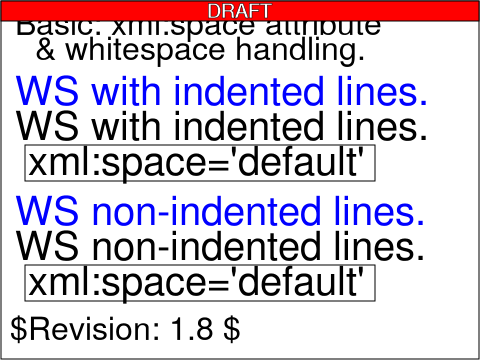 DRAFT
Basic: xml:space attribute
& whitespace handling.
WS with indented lines.
WS with indented lines.
xml:space='default'
WS non-indented lines.
WS non-indented lines.
xml:space='default'
$Revision: 1.8 $